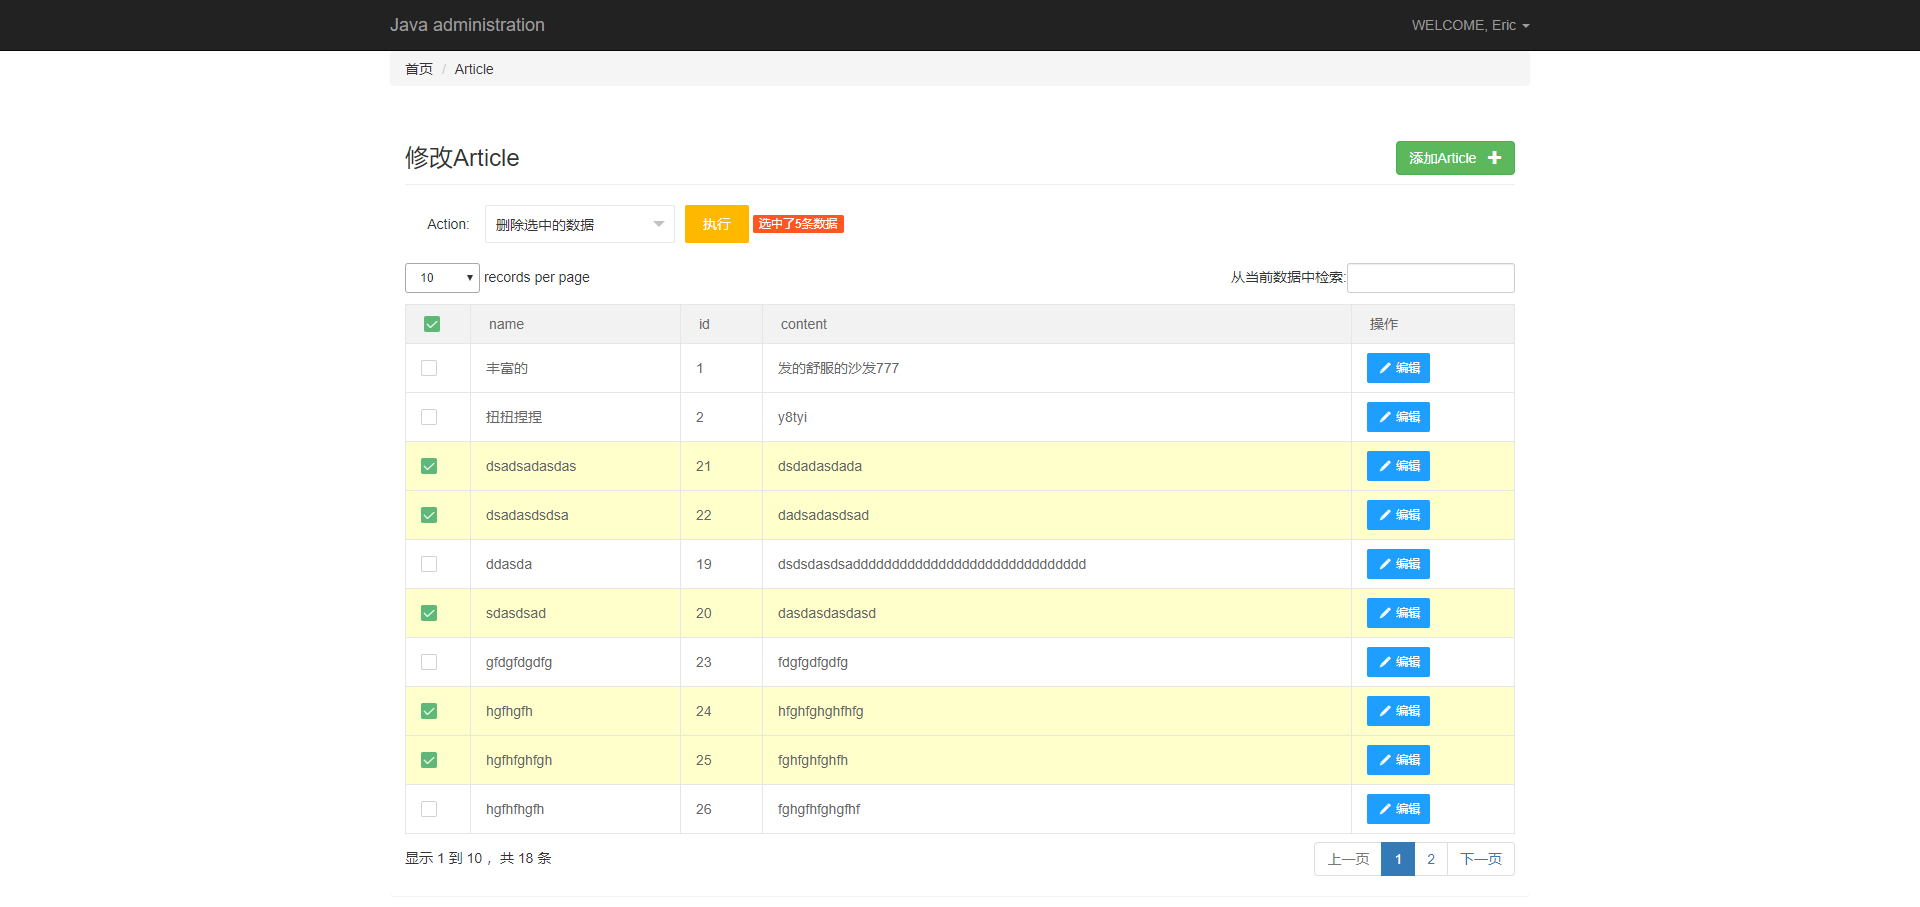 Java administration WELCOME, Eric
首页 / Article
修改Article 添加Article
Action: 删除选中的数据 执行 选中了5条数据
10 records per page 从当前数据中检索:
name id content 操作
丰富的 1 发的舒服的沙发777 编辑
扭扭捏捏 2 y8tyi 编辑
dsadsadasdas 21 dsdadasdada 编辑
dsadasdsdsa 22 dadsadasdsad 编辑
ddasda 19 dsdsdasdsadddddddddddddddddddddddddddddd 编辑
sdasdsad 20 dasdasdasdasd 编辑
gfdgfdgdfg 23 fdgfgdfgdfg 编辑
hgfhgfh 24 hfghfghghfhfg 编辑
hgfhfghfgh 25 fghfghfghfh 编辑
hgfhfhgfh 26 fghgfhfghgfhf 编辑
显示 1 到 10 ，共 18 条 上一页 1 2 下一页